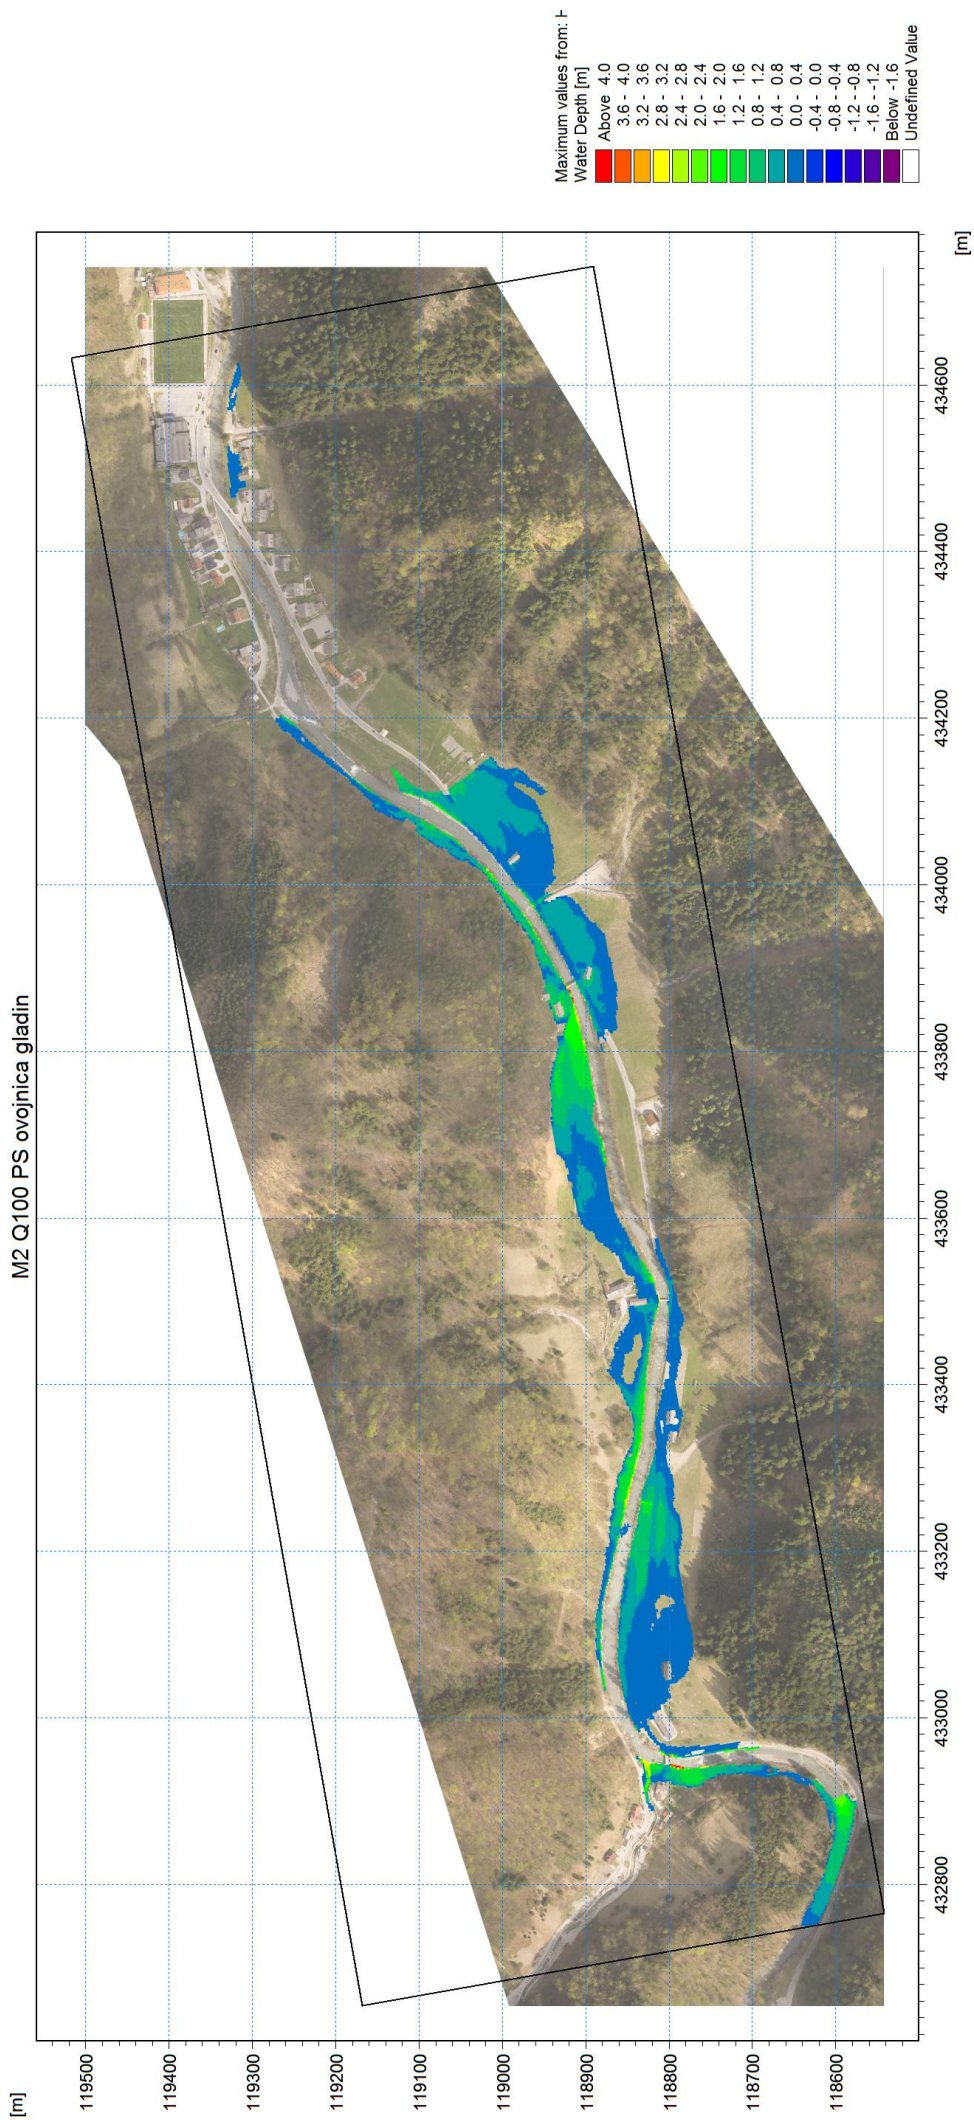 M2 Q100 PS ovojnica gladin
[m]
119500
119400
119300
119200
119100
119000
118900
118800
118700
118600
432800
433000
433200
433400
433600
433800
434000
434200
434400
434600
[m]
Maximum values from: H
Water Depth [m]
Above 4.0
3.6 - 4.0
3.2 - 3.6
2.8 - 3.2
2.4 - 2.8
2.0 - 2.4
1.6 - 2.0
1.2 - 1.6
0.8 - 1.2
0.4 - 0.8
0.0 - 0.4
-0.4 - 0.0
-0.8 - -0.4
-1.2 - -0.8
-1.6 - -1.2
Below -1.6
Undefined Value